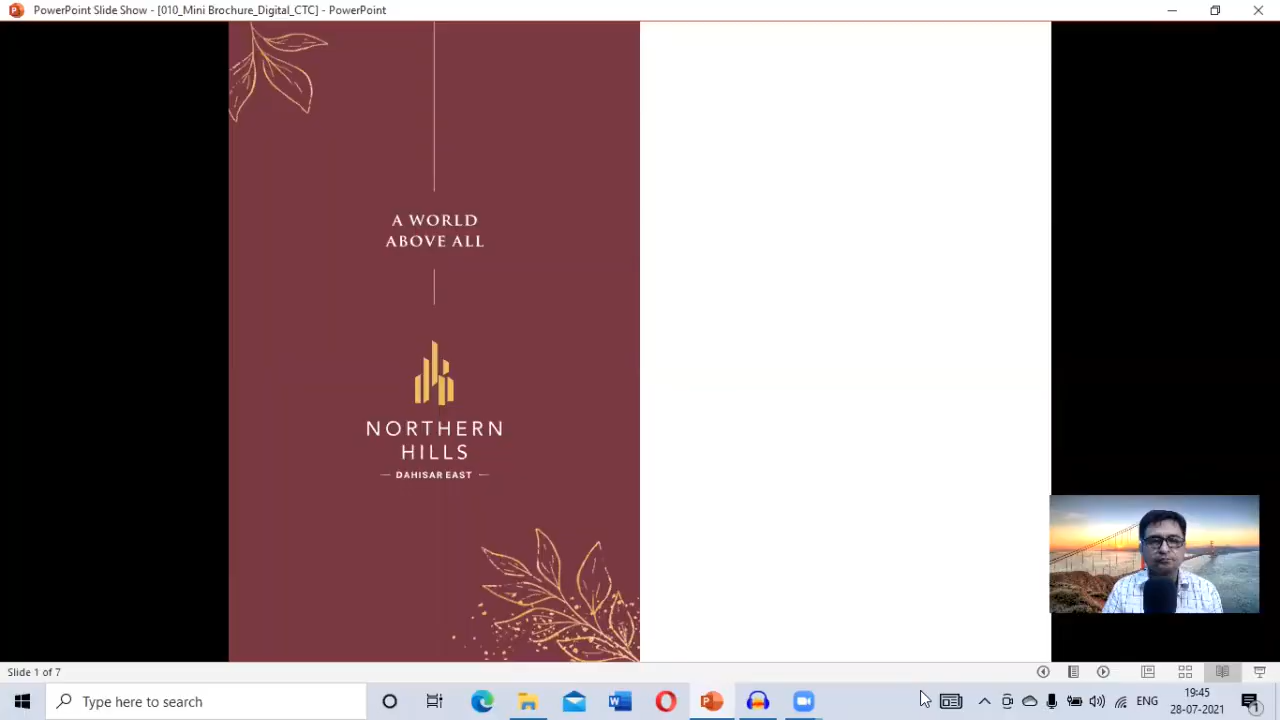 PowerPoint Slide Show - [010_Mini Brochure_Digital_CTC] - PowerPoint
A WORLD
ABOVE ALL
NORTHERN
HILLS
DAHISAR EAST
Slide 1 of 7
Type here to search
ENG
19:45
28-07-2021